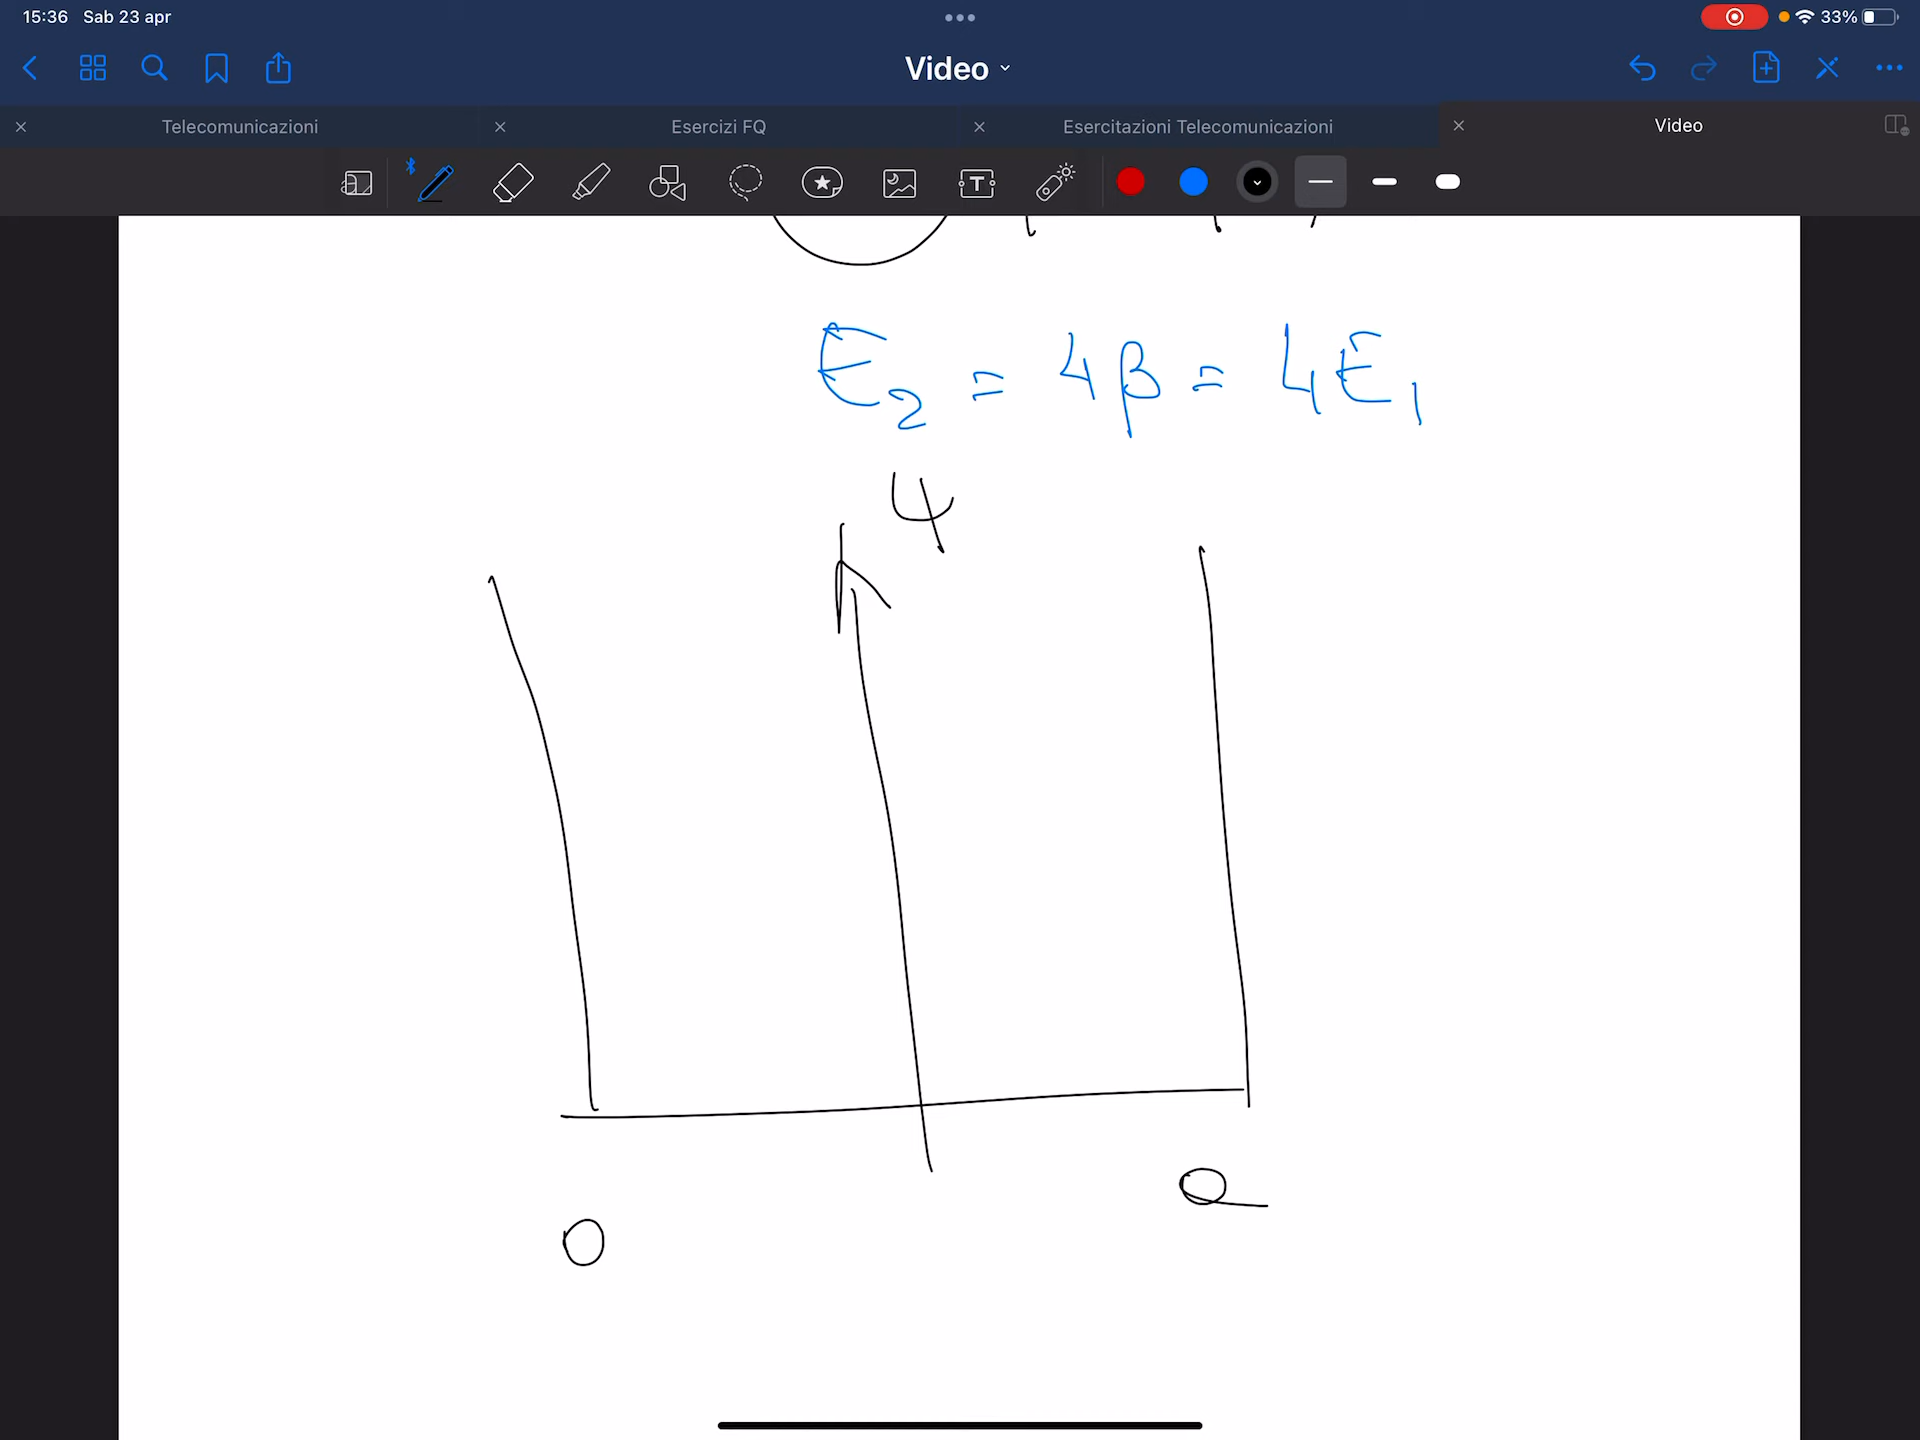 15:36 Sab 23 apr 33%
Video
Telecomunicazioni Esercizi FQ Esercitazioni Telecomunicazioni Video
E₂ = 4β = 4E₁
4
a
0